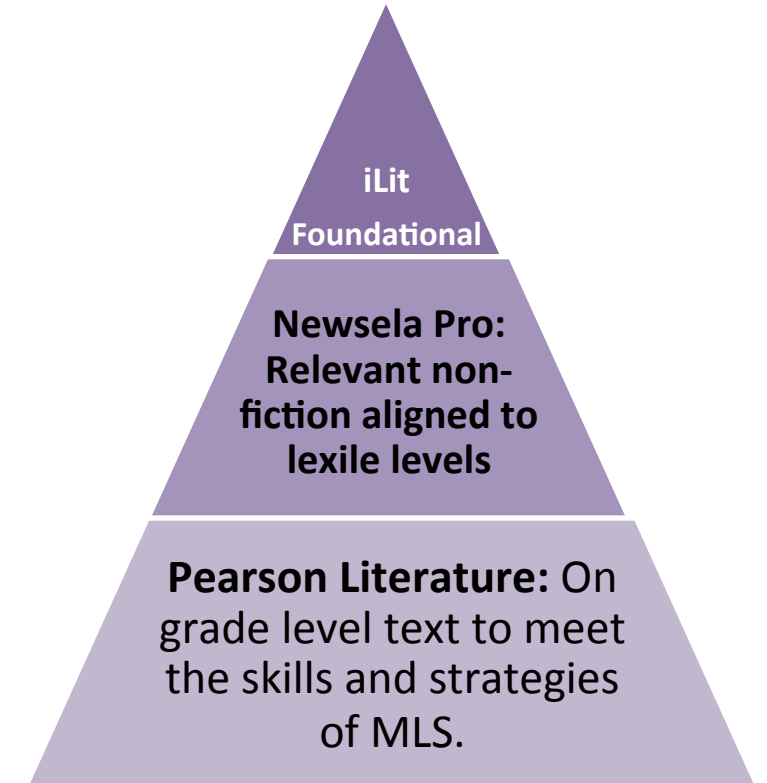 iLit
Foundational
Newsela Pro:
Relevant non-
fiction aligned to
lexile levels
Pearson Literature: On
grade level text to meet
the skills and strategies
of MLS.